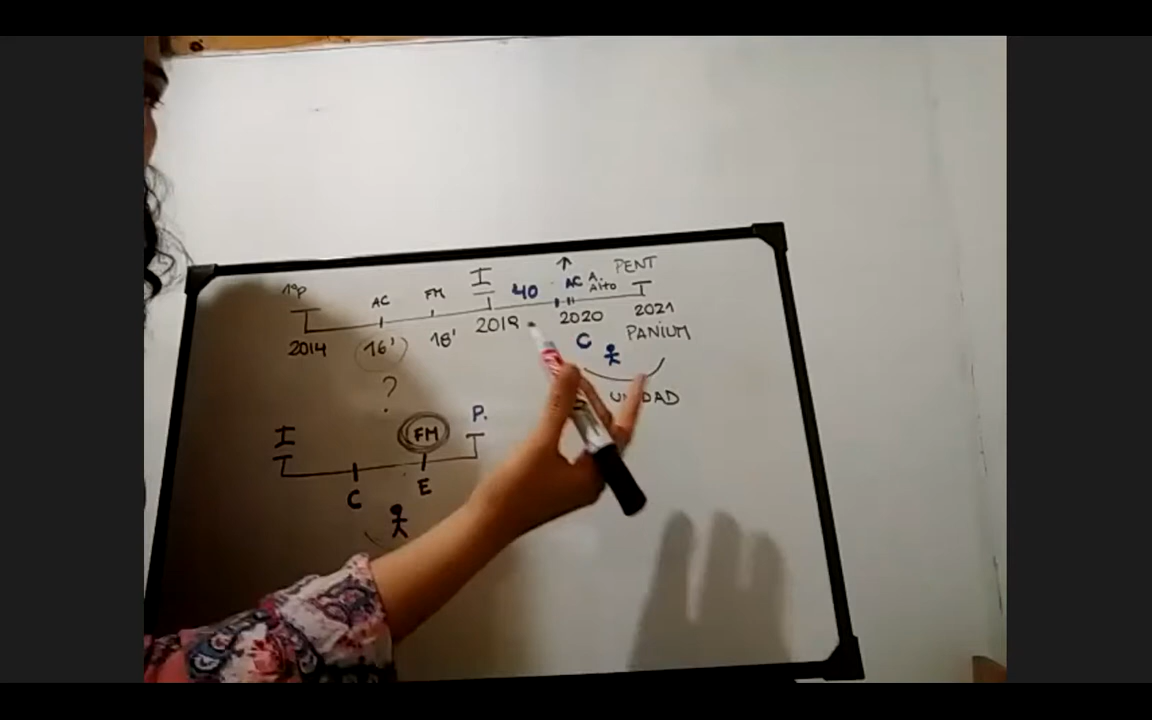 1ºP AC FM I 40 AC A. Alto PENT
2014 16' 18' 2019 2020 2021
C PANIUM
?
UNIDAD
I FM P.
C E